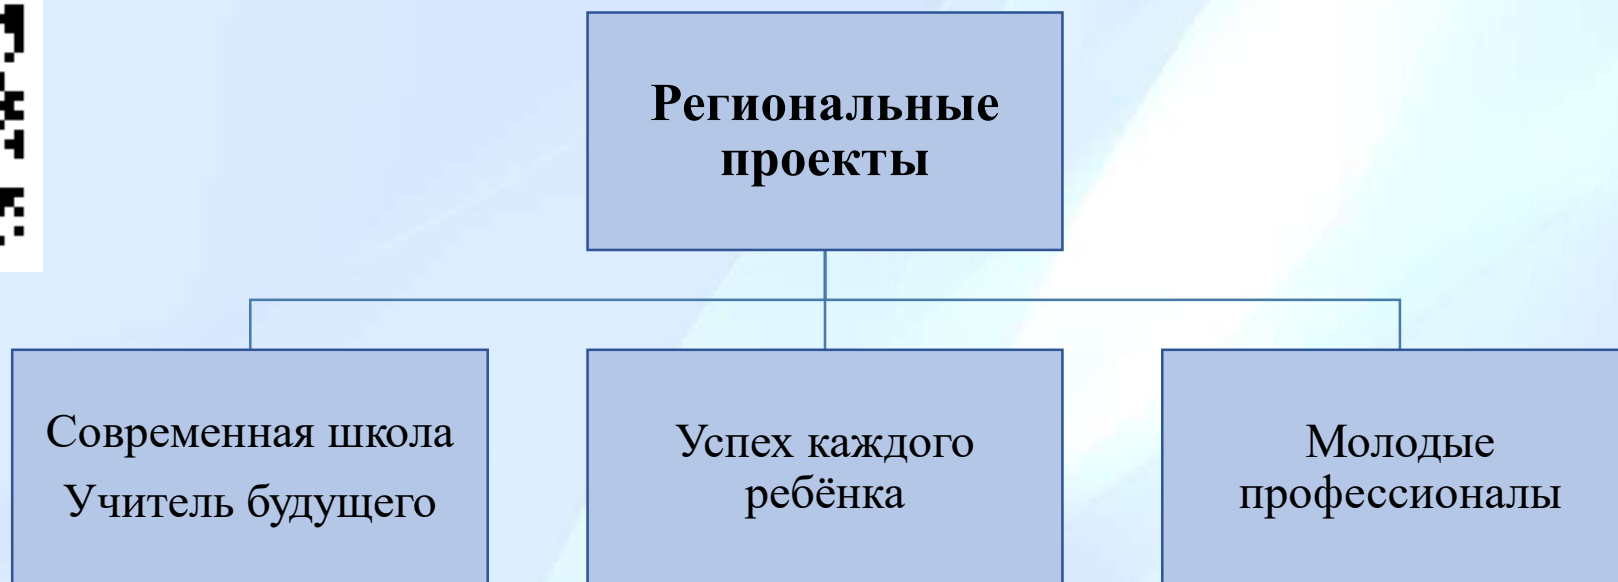 Региональные
проекты
Современная школа
Учитель будущего
Успех каждого
ребёнка
Молодые
профессионалы